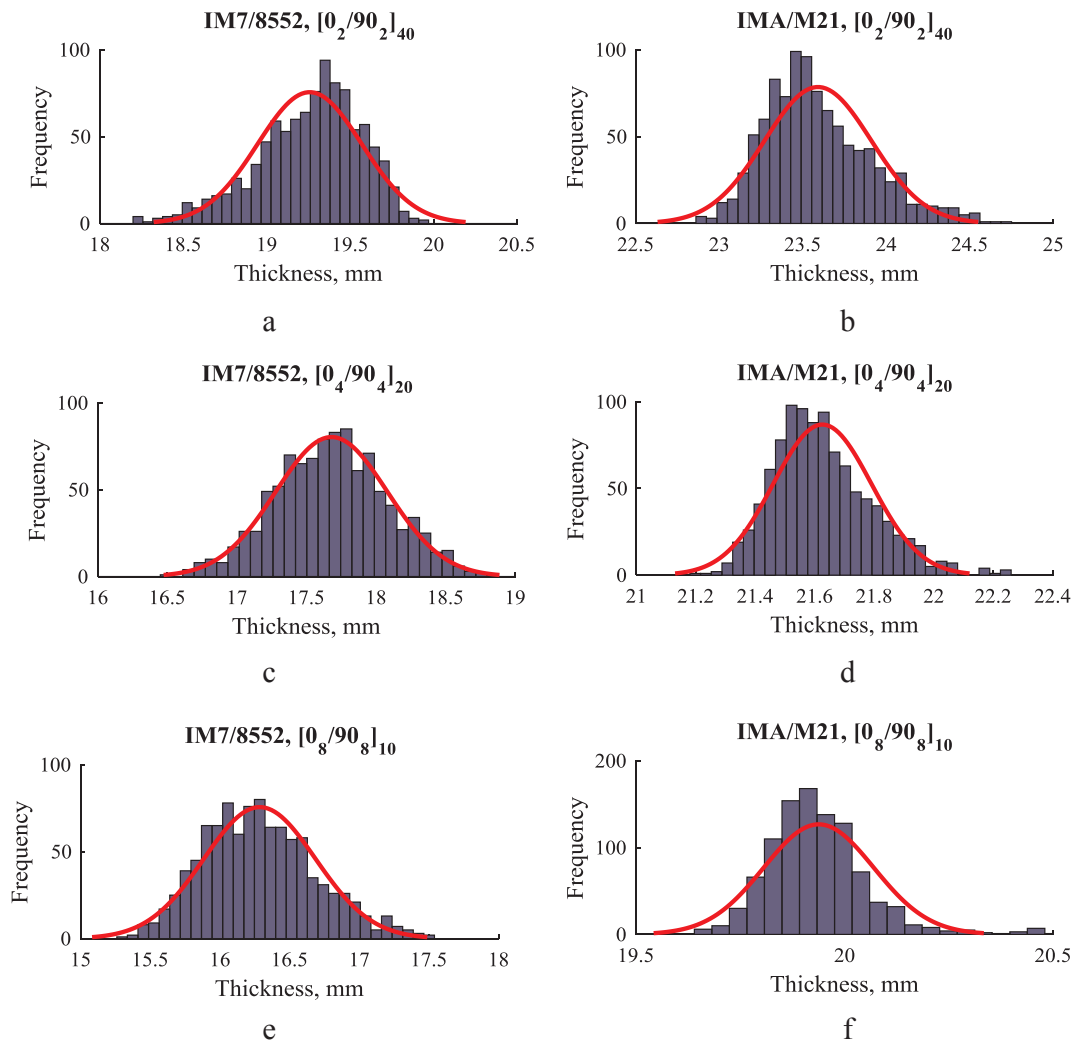 IM7/8552, [0₂/90₂]₄₀
100
50
0
Frequency
18 18.5 19 19.5 20 20.5
Thickness, mm
a
IMA/M21, [0₂/90₂]₄₀
100
50
0
Frequency
22.5 23 23.5 24 24.5 25
Thickness, mm
b
IM7/8552, [0₄/90₄]₂₀
100
50
0
Frequency
16 16.5 17 17.5 18 18.5 19
Thickness, mm
c
IMA/M21, [0₄/90₄]₂₀
100
50
0
Frequency
21 21.2 21.4 21.6 21.8 22 22.2 22.4
Thickness, mm
d
IM7/8552, [0₈/90₈]₁₀
100
50
0
Frequency
15 15.5 16 16.5 17 17.5 18
Thickness, mm
e
IMA/M21, [0₈/90₈]₁₀
200
100
0
Frequency
19.5 20 20.5
Thickness, mm
f